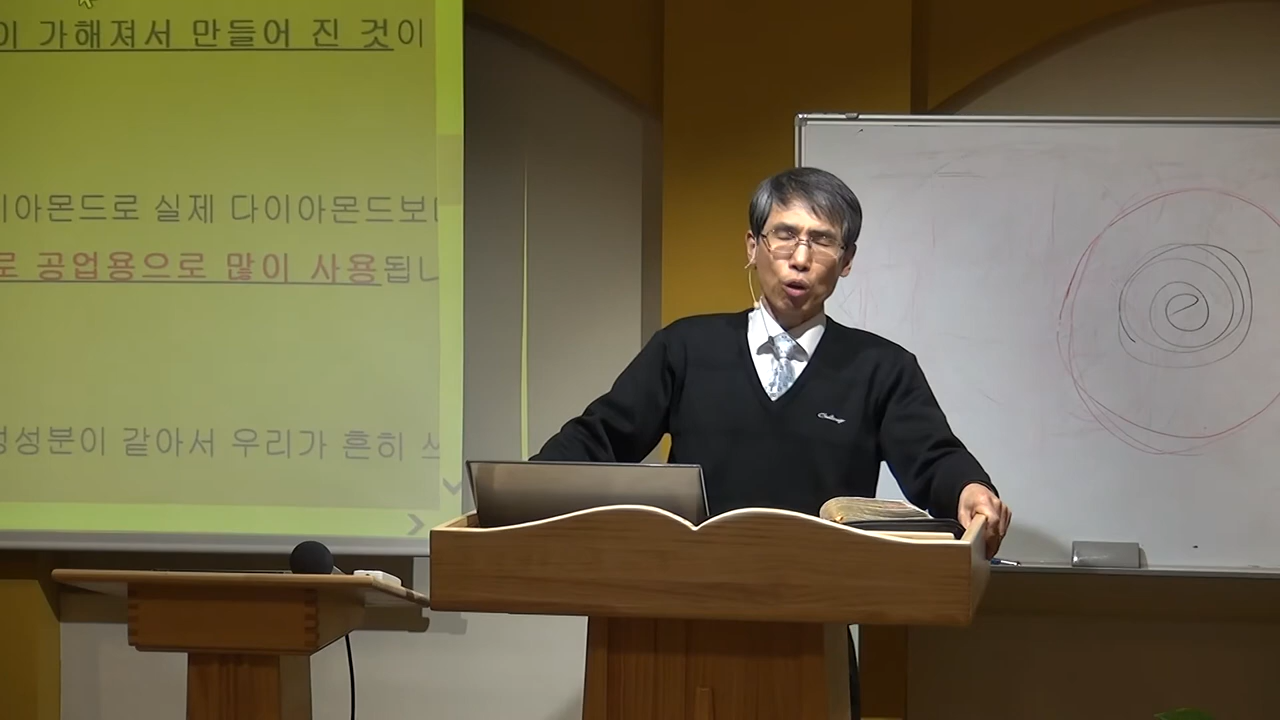 이 가해져서 만들어 진 것이
이아몬드로 실제 다이아몬드보
로 공업용으로 많이 사용됩니
성성분이 같아서 우리가 흔히